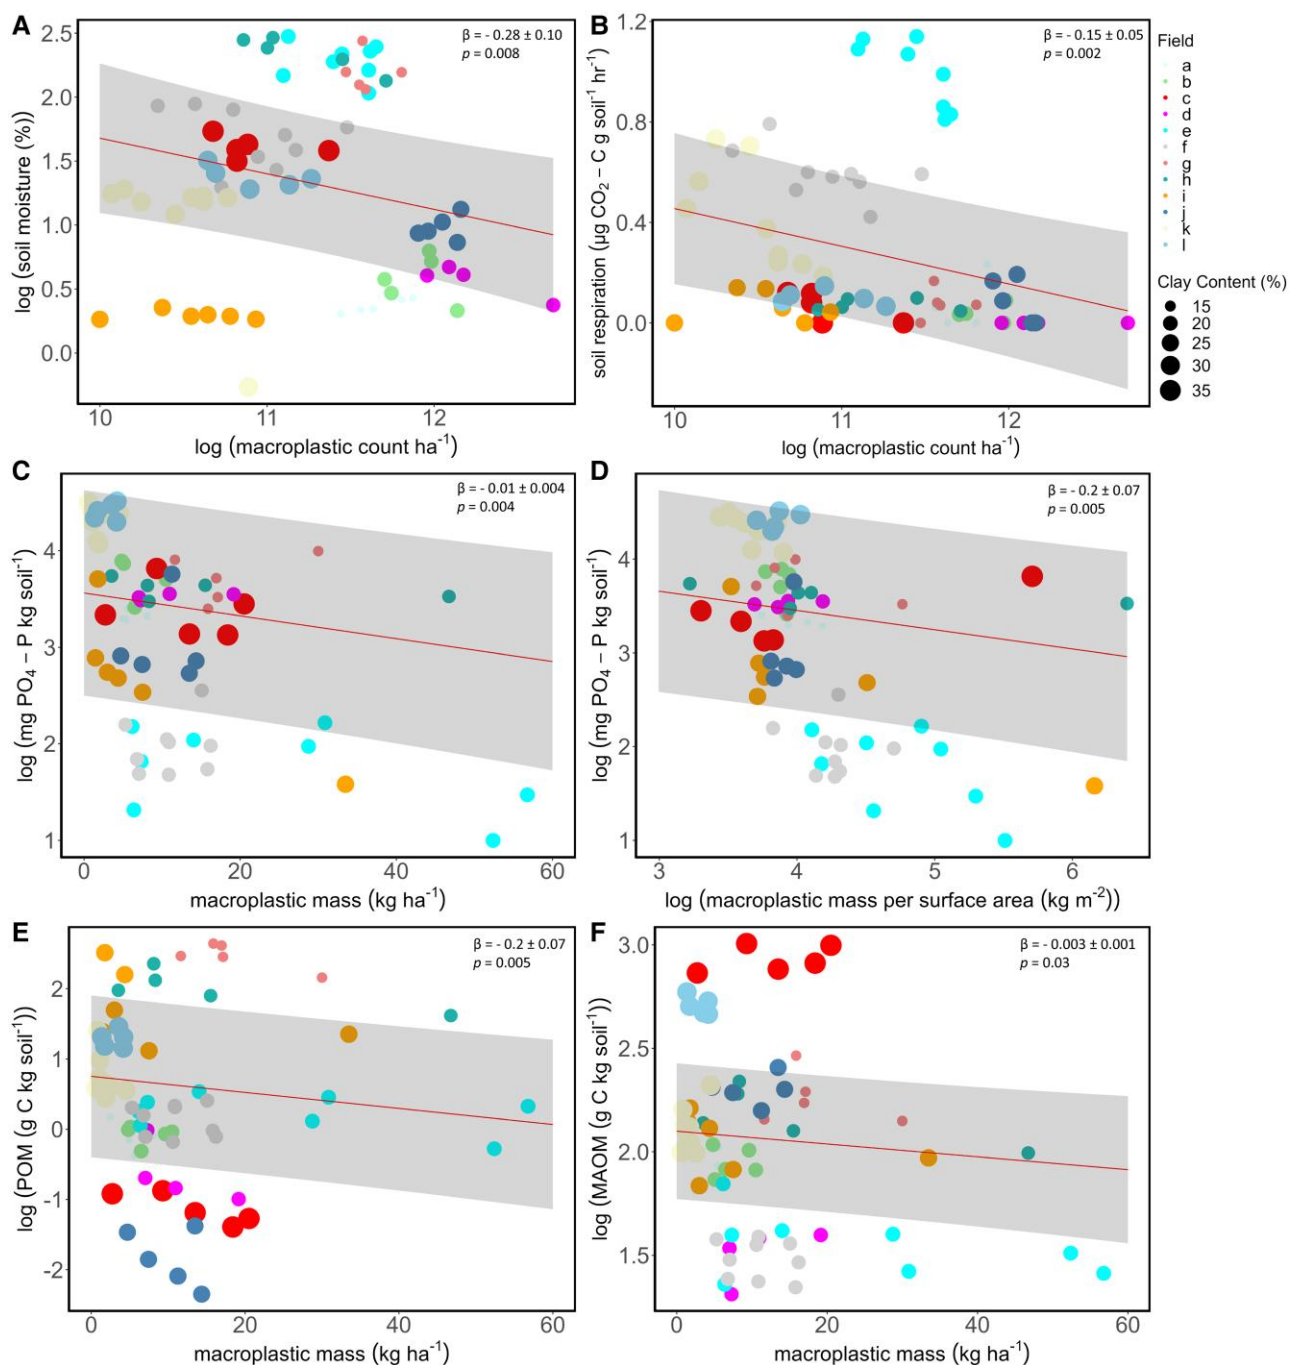 A
β = - 0.28 ± 0.10
p = 0.008
2.5
2.0
1.5
1.0
0.5
0.0
log (soil moisture (%))
10 11 12
log (macroplastic count ha⁻¹)
B
β = - 0.15 ± 0.05
p = 0.002
1.2
0.8
0.4
0.0
soil respiration (µg CO₂ – C g soil⁻¹ hr⁻¹)
10 11 12
log (macroplastic count ha⁻¹)
Field
a
b
c
d
e
f
g
h
i
j
k
l
Clay Content (%)
15
20
25
30
35
C
β = - 0.01 ± 0.004
p = 0.004
4
3
2
1
log (mg PO₄ – P kg soil⁻¹)
0 20 40 60
macroplastic mass (kg ha⁻¹)
D
β = - 0.2 ± 0.07
p = 0.005
4
3
2
1
log (mg PO₄ – P kg soil⁻¹)
3 4 5 6
log (macroplastic mass per surface area (kg m⁻²))
E
β = - 0.2 ± 0.07
p = 0.005
2
1
0
-1
-2
log (POM (g C kg soil⁻¹))
0 20 40 60
macroplastic mass (kg ha⁻¹)
F
β = - 0.003 ± 0.001
p = 0.03
3.0
2.5
2.0
1.5
log (MAOM (g C kg soil⁻¹))
0 20 40 60
macroplastic mass (kg ha⁻¹)